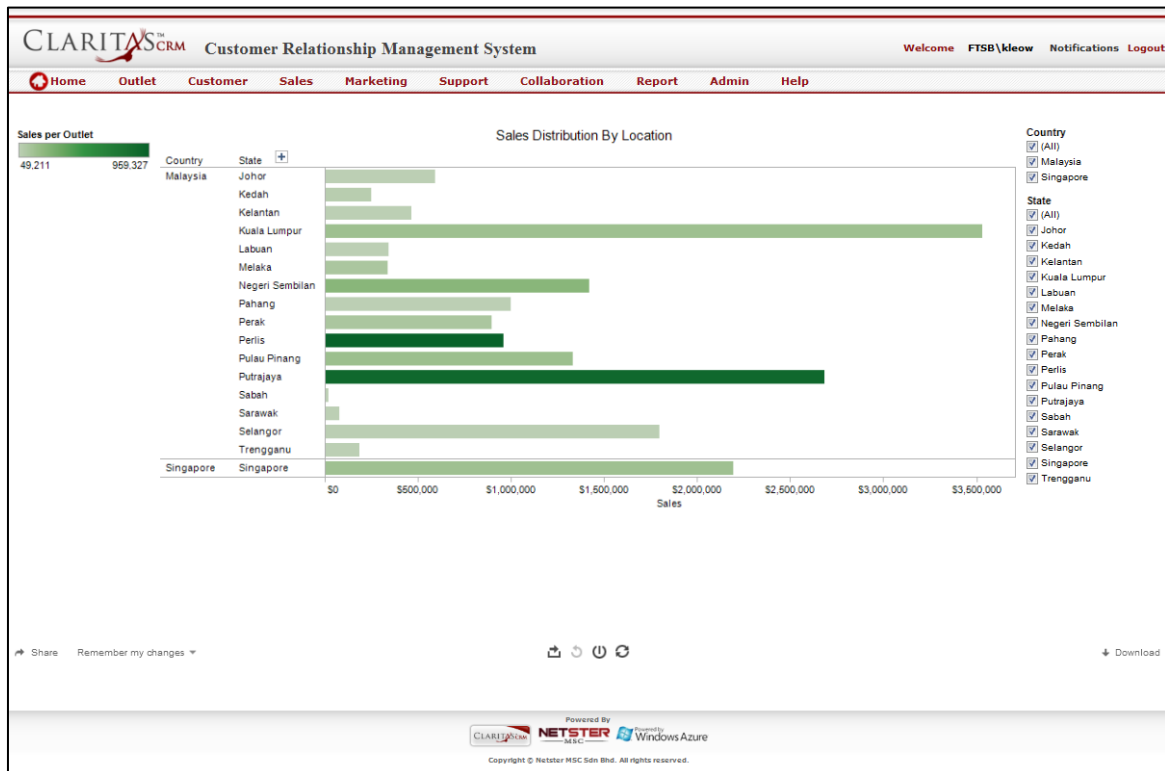 CLARITAS™CRM Customer Relationship Management System
Welcome FTSB\kleow Notifications Logout
Home Outlet Customer Sales Marketing Support Collaboration Report Admin Help
Sales per Outlet
49,211 959,327
Sales Distribution By Location
Country State
Malaysia Johor
Kedah
Kelantan
Kuala Lumpur
Labuan
Melaka
Negeri Sembilan
Pahang
Perak
Perlis
Pulau Pinang
Putrajaya
Sabah
Sarawak
Selangor
Trengganu
Singapore Singapore
$0 $500,000 $1,000,000 $1,500,000 $2,000,000 $2,500,000 $3,000,000 $3,500,000
Sales
Country
(All)
Malaysia
Singapore
State
(All)
Johor
Kedah
Kelantan
Kuala Lumpur
Labuan
Melaka
Negeri Sembilan
Pahang
Perak
Perlis
Pulau Pinang
Putrajaya
Sabah
Sarawak
Selangor
Singapore
Trengganu
Share Remember my changes Download
Powered By
CLARITAS CRM NETSTER MSC Powered by Windows Azure
Copyright © Netster MSC Sdn Bhd. All rights reserved.